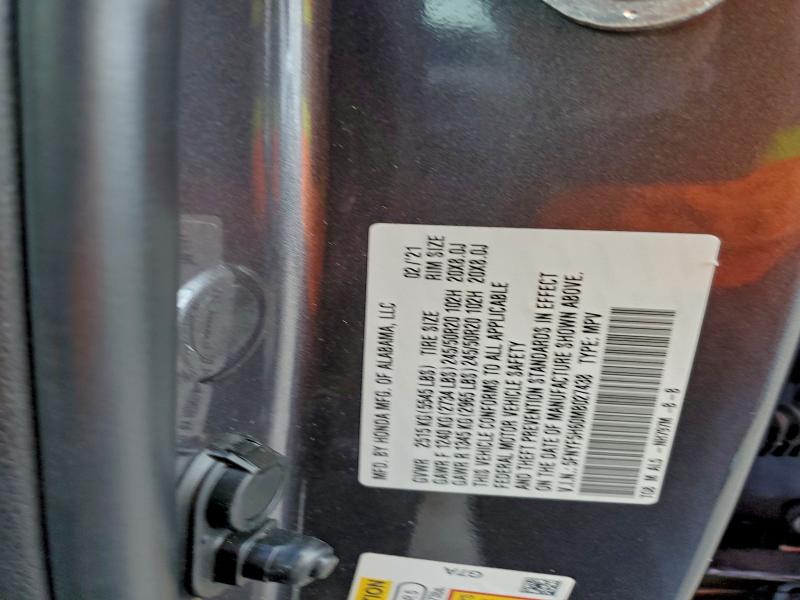 MFD. BY HONDA MFG. OF ALABAMA, LLC 02/'21
GVWR 2515 KG (5545 LBS) TIRE SIZE RIM SIZE
GAWR F 1240 KG (2734 LBS) 245/50R20 102H 20X8.0J
GAWR R 1345 KG (2965 LBS) 245/50R20 102H 20X8.0J
THIS VEHICLE CONFORMS TO ALL APPLICABLE
FEDERAL MOTOR VEHICLE SAFETY
AND THEFT PREVENTION STANDARDS IN EFFECT
ON THE DATE OF MANUFACTURE SHOWN ABOVE.
V.I.N.: 5FNYF5H60MB027438 TYPE: MPV
-B -B
G7A